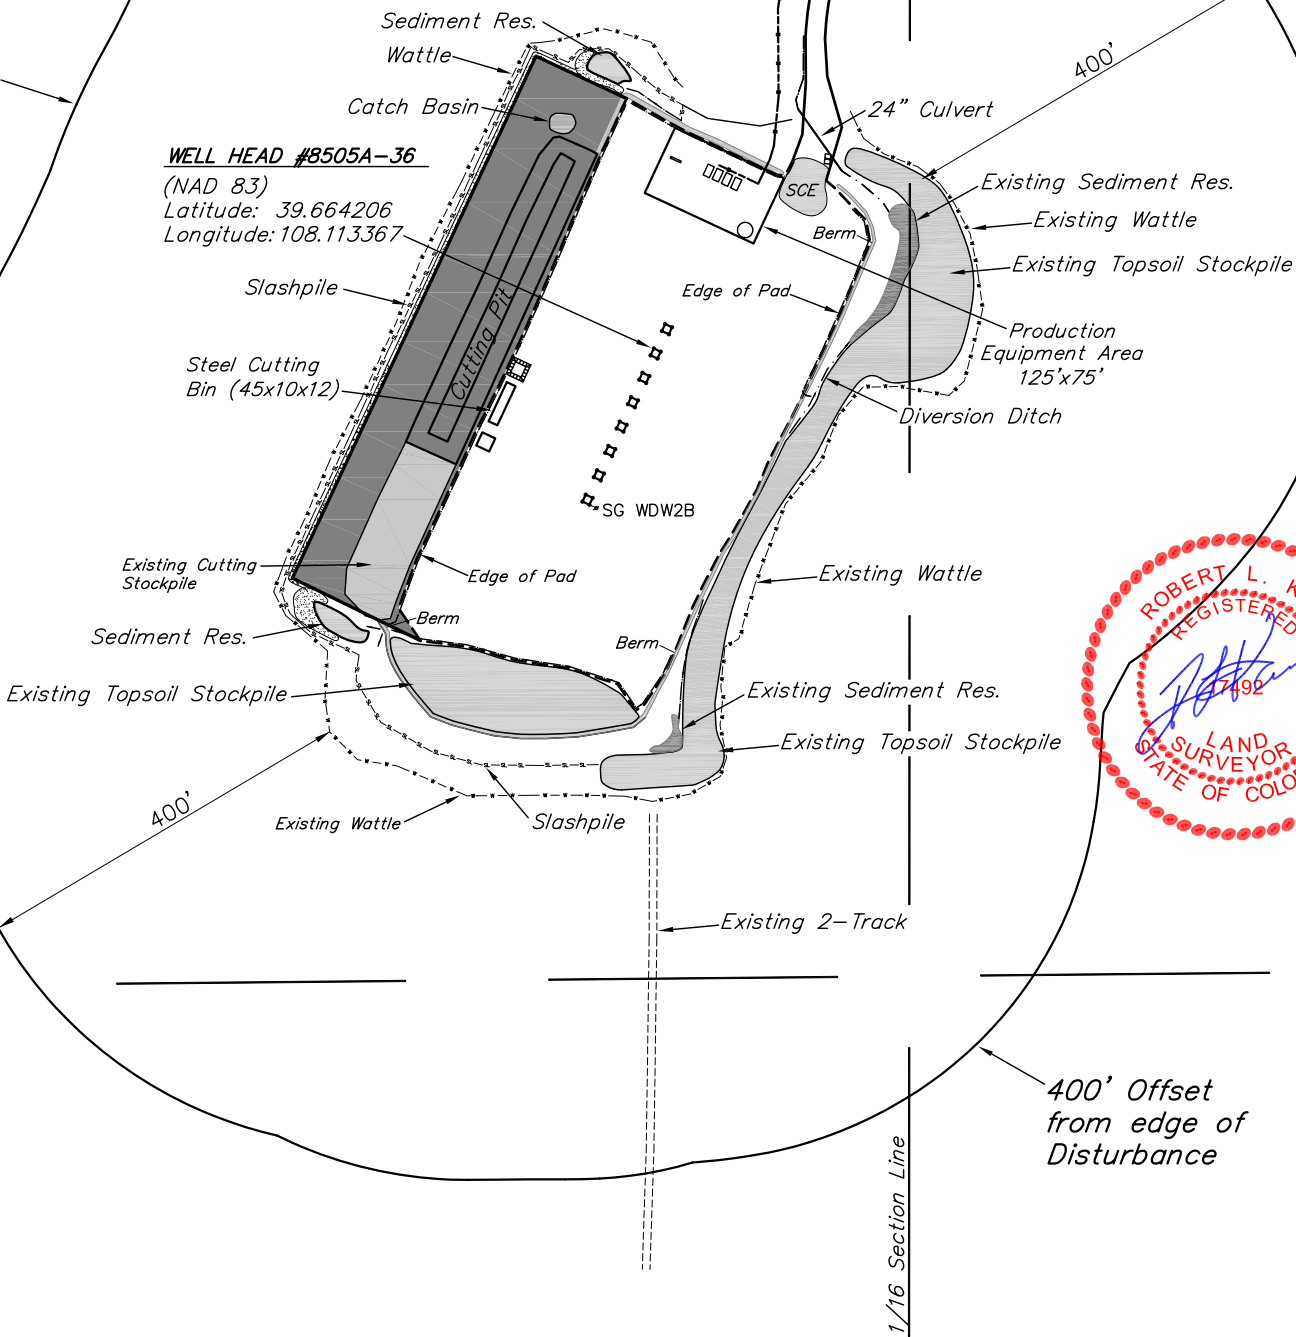 Sediment Res.
Wattle
400'
Catch Basin
24" Culvert
WELL HEAD #8505A-36
(NAD 83)
Latitude: 39.664206
Longitude: 108.113367
SCE
Existing Sediment Res.
Existing Wattle
Berm
Existing Topsoil Stockpile
Slashpile
Edge of Pad
Cutting Pit
Production
Equipment Area
125'x75'
Steel Cutting
Bin (45x10x12)
Diversion Ditch
SG WDW2B
Existing Cutting
Stockpile
Edge of Pad
Existing Wattle
Berm
Sediment Res.
Berm
Existing Topsoil Stockpile
Existing Sediment Res.
Existing Topsoil Stockpile
400'
Existing Wattle
Slashpile
Existing 2-Track
400' Offset
from edge of
Disturbance
1/16 Section Line
ROBERT L. K
REGISTERED
17492
LAND
SURVEYOR
STATE OF COLO